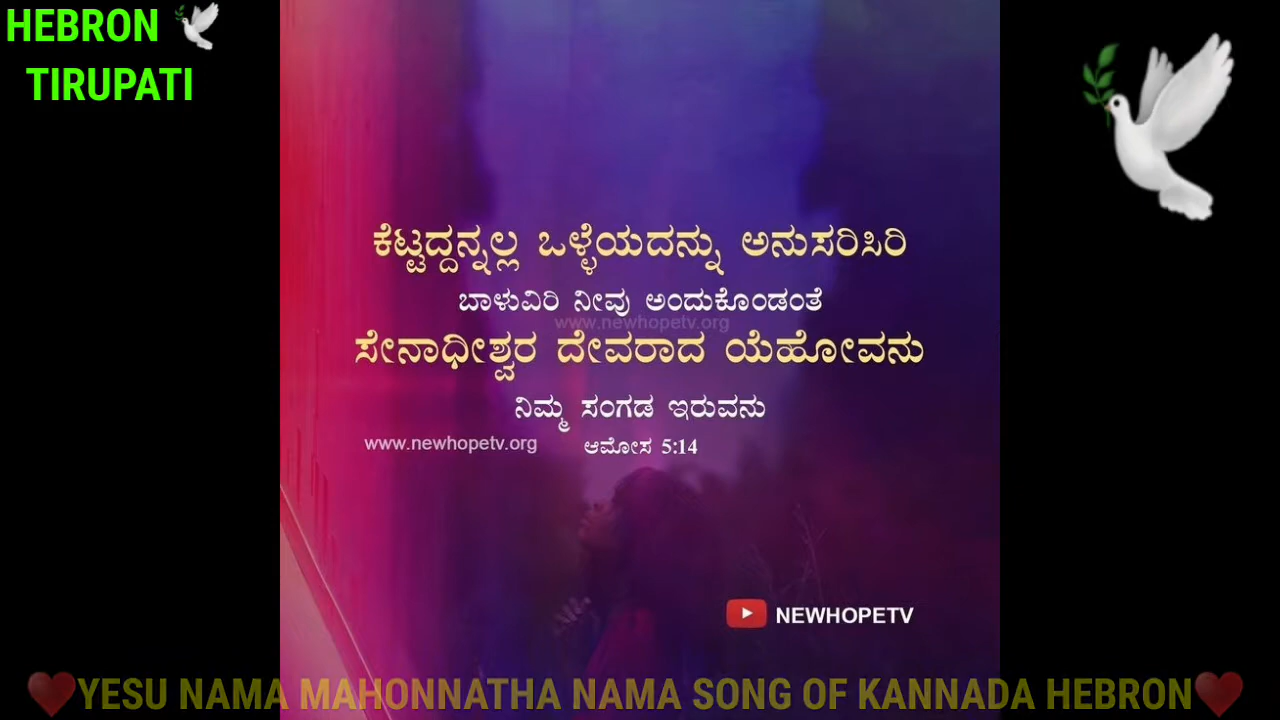 HEBRON
TIRUPATI
ಕೆಟ್ಟದ್ದನ್ನಲ್ಲ ಒಳ್ಳೆಯದನ್ನು ಅನುಸರಿಸಿರಿ
ಬಾಳುವಿರಿ ನೀವು ಅಂದುಕೊಂಡಂತೆ
www.newhopetv.org
ಸೇನಾಧೀಶ್ವರ ದೇವರಾದ ಯೆಹೋವನು
ನಿಮ್ಮ ಸಂಗಡ ಇರುವನು
www.newhopetv.org
ಆಮೋಸ 5:14
NEWHOPETV
YESU NAMA MAHONNATHA NAMA SONG OF KANNADA HEBRON